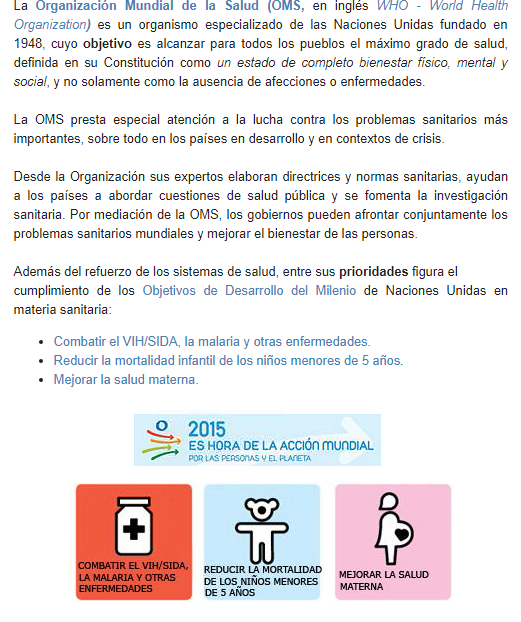 La Organización Mundial de la Salud (OMS, en inglés WHO - World Health
Organization) es un organismo especializado de las Naciones Unidas fundado en
1948, cuyo objetivo es alcanzar para todos los pueblos el máximo grado de salud,
definida en su Constitución como un estado de completo bienestar físico, mental y
social, y no solamente como la ausencia de afecciones o enfermedades.
La OMS presta especial atención a la lucha contra los problemas sanitarios más
importantes, sobre todo en los países en desarrollo y en contextos de crisis.
Desde la Organización sus expertos elaboran directrices y normas sanitarias, ayudan
a los países a abordar cuestiones de salud pública y se fomenta la investigación
sanitaria. Por mediación de la OMS, los gobiernos pueden afrontar conjuntamente los
problemas sanitarios mundiales y mejorar el bienestar de las personas.
Además del refuerzo de los sistemas de salud, entre sus prioridades figura el
cumplimiento de los Objetivos de Desarrollo del Milenio de Naciones Unidas en
materia sanitaria:
• Combatir el VIH/SIDA, la malaria y otras enfermedades.
• Reducir la mortalidad infantil de los niños menores de 5 años.
• Mejorar la salud materna.
2015
ES HORA DE LA ACCIÓN MUNDIAL
POR LAS PERSONAS Y EL PLANETA
COMBATIR EL VIH/SIDA,
LA MALARIA Y OTRAS
ENFERMEDADES
REDUCIR LA MORTALIDAD
DE LOS NIÑOS MENORES
DE 5 AÑOS
MEJORAR LA SALUD
MATERNA